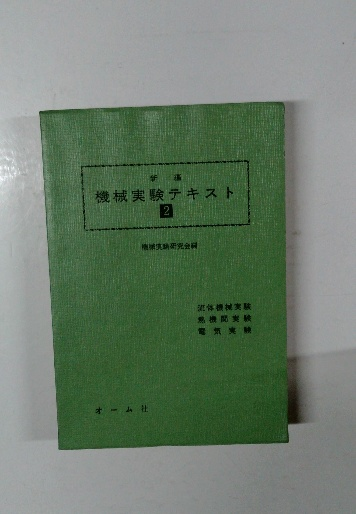 新編
機械実験テキスト
2
機械実験研究会編
流体機械実験
熱機関実験
電気実験
オーム社